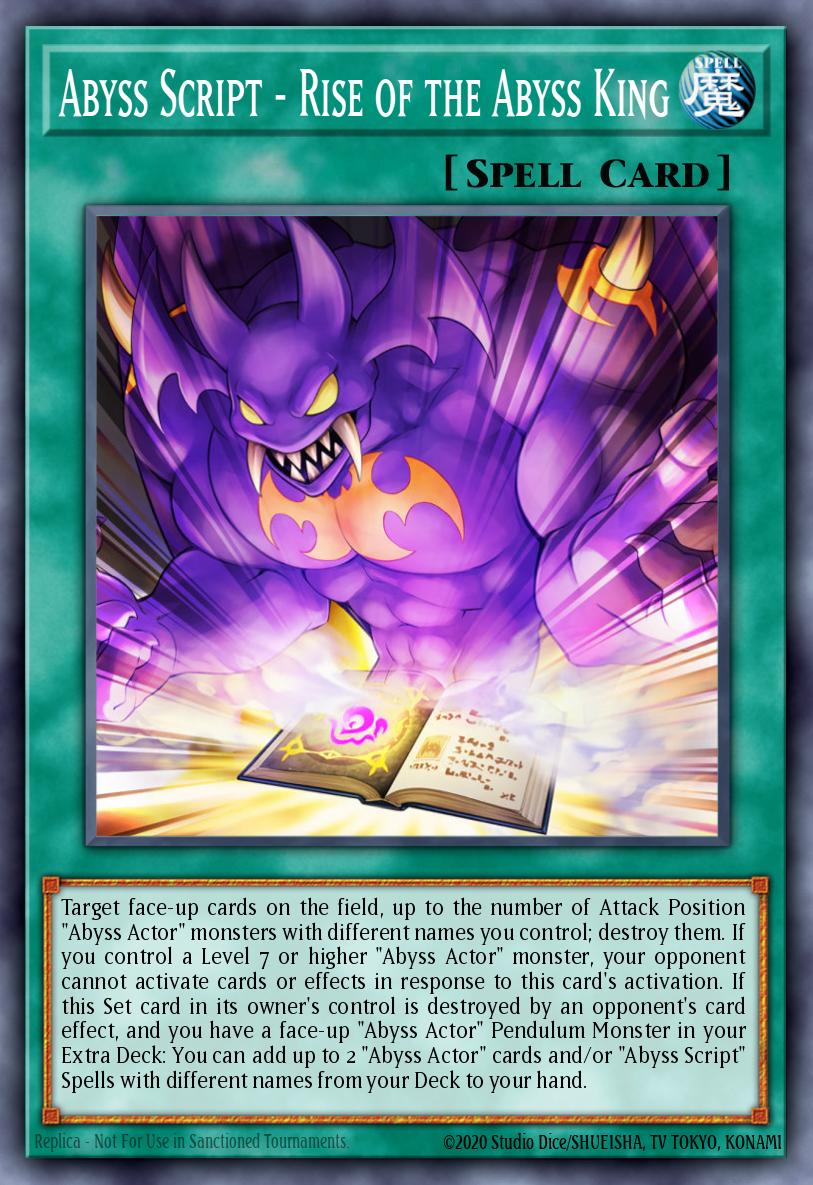 Abyss Script - Rise of the Abyss King
SPELL
魔
[ Spell Card ]
Target face-up cards on the field, up to the number of Attack Position
"Abyss Actor" monsters with different names you control; destroy them. If
you control a Level 7 or higher "Abyss Actor" monster, your opponent
cannot activate cards or effects in response to this card's activation. If
this Set card in its owner's control is destroyed by an opponent's card
effect, and you have a face-up "Abyss Actor" Pendulum Monster in your
Extra Deck: You can add up to 2 "Abyss Actor" cards and/or "Abyss Script"
Spells with different names from your Deck to your hand.
Replica - Not For Use in Sanctioned Tournaments.
©2020 Studio Dice/SHUEISHA, TV TOKYO, KONAMI